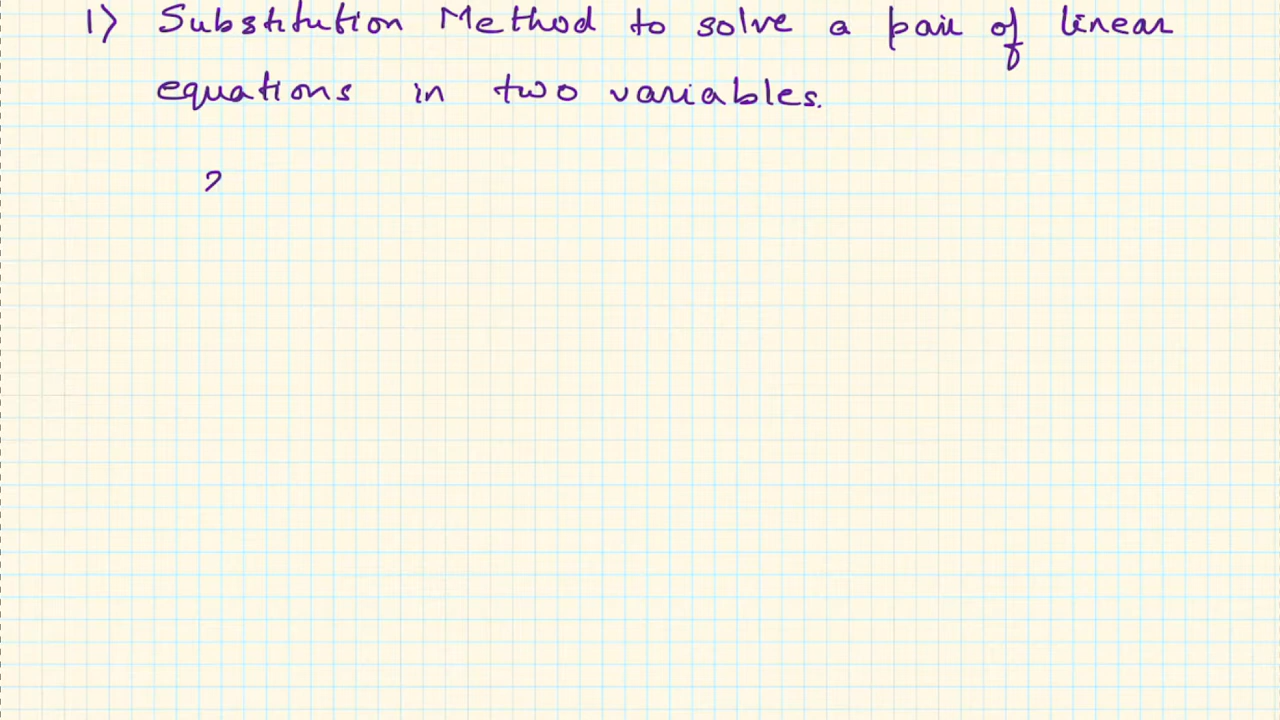 1) Substitution Method to solve a pair of linear
equations in two variables.